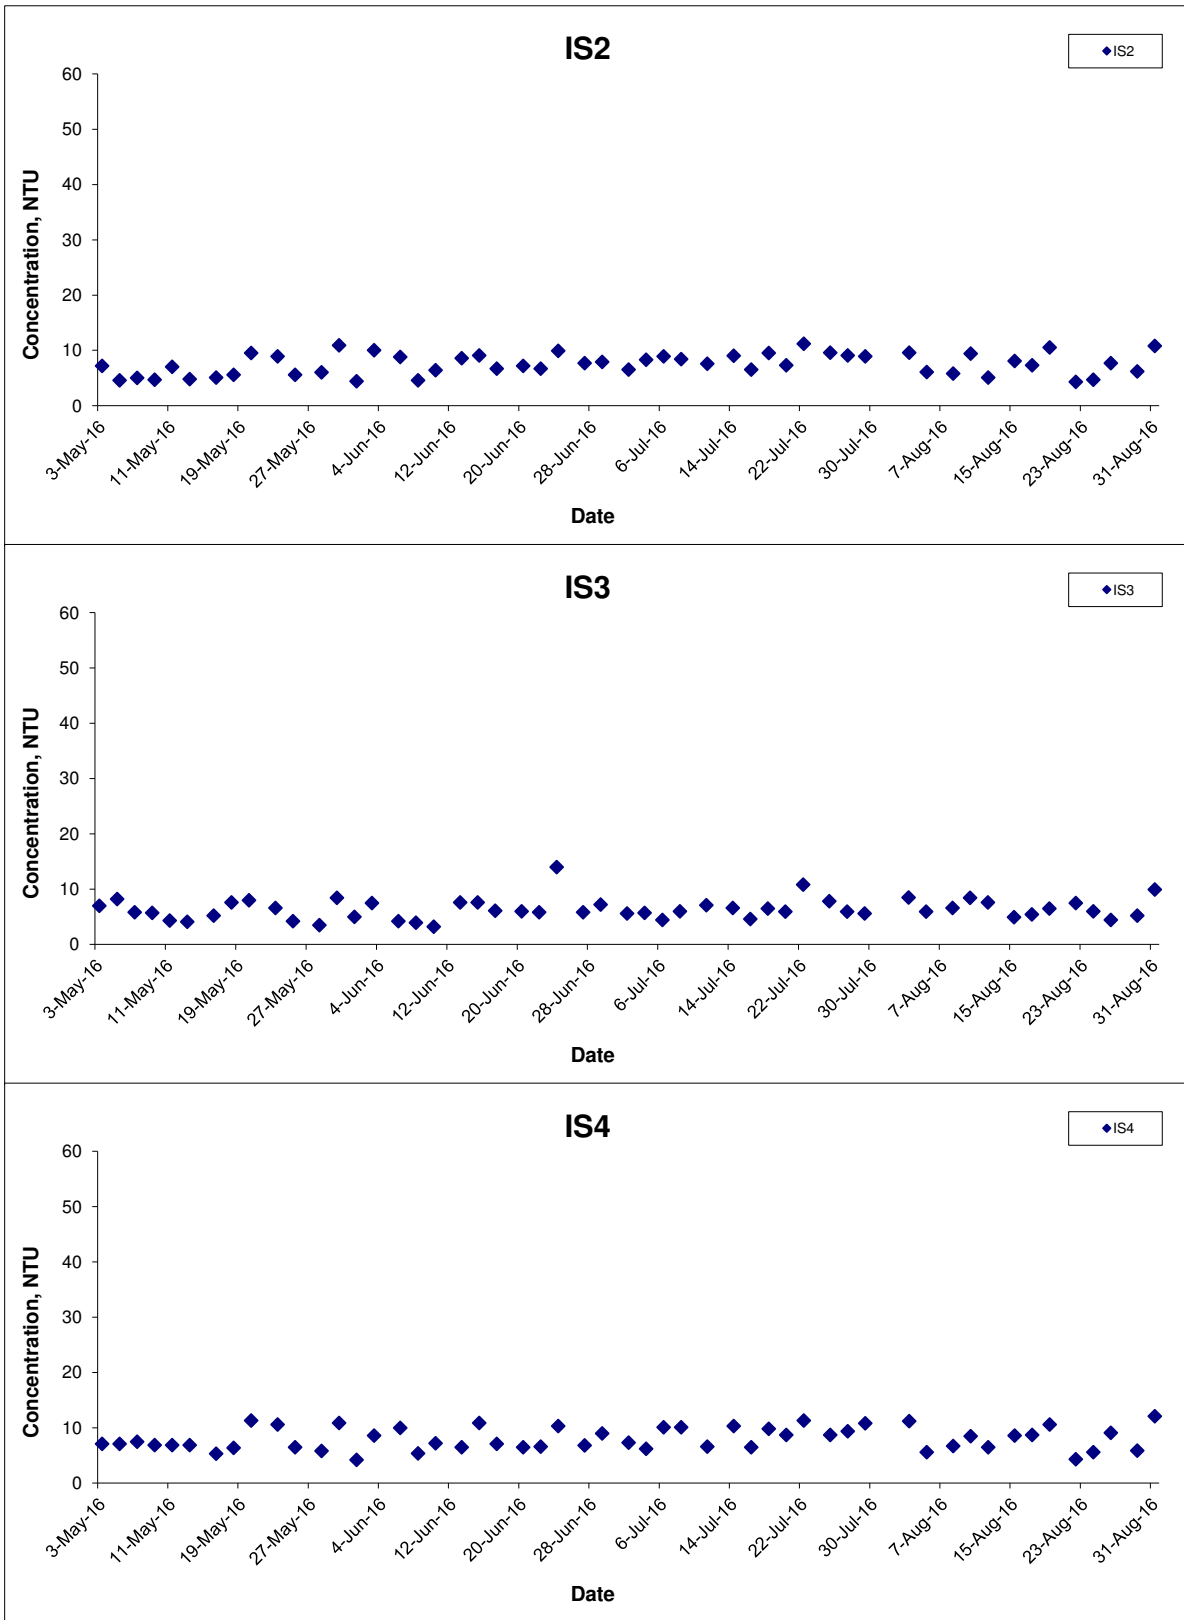 IS2
IS2
60
50
40
30
20
10
0
Concentration, NTU
3-May-16
11-May-16
19-May-16
27-May-16
4-Jun-16
12-Jun-16
20-Jun-16
28-Jun-16
6-Jul-16
14-Jul-16
22-Jul-16
30-Jul-16
7-Aug-16
15-Aug-16
23-Aug-16
31-Aug-16
Date
IS3
IS3
60
50
40
30
20
10
0
Concentration, NTU
3-May-16
11-May-16
19-May-16
27-May-16
4-Jun-16
12-Jun-16
20-Jun-16
28-Jun-16
6-Jul-16
14-Jul-16
22-Jul-16
30-Jul-16
7-Aug-16
15-Aug-16
23-Aug-16
31-Aug-16
Date
IS4
IS4
60
50
40
30
20
10
0
Concentration, NTU
3-May-16
11-May-16
19-May-16
27-May-16
4-Jun-16
12-Jun-16
20-Jun-16
28-Jun-16
6-Jul-16
14-Jul-16
22-Jul-16
30-Jul-16
7-Aug-16
15-Aug-16
23-Aug-16
31-Aug-16
Date